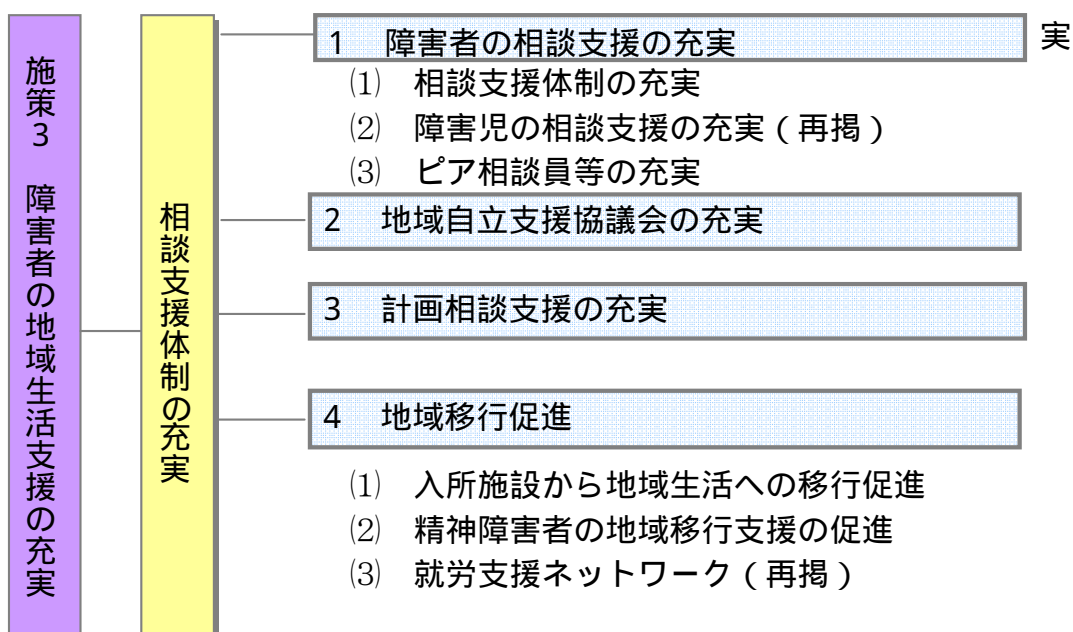 施策3　障害者の地域生活支援の充実
相談支援体制の充実
1　障害者の相談支援の充実
実
⑴　相談支援体制の充実
⑵　障害児の相談支援の充実（再掲）
⑶　ピア相談員等の充実
2　地域自立支援協議会の充実
3　計画相談支援の充実
4　地域移行促進
⑴　入所施設から地域生活への移行促進
⑵　精神障害者の地域移行支援の促進
⑶　就労支援ネットワーク（再掲）